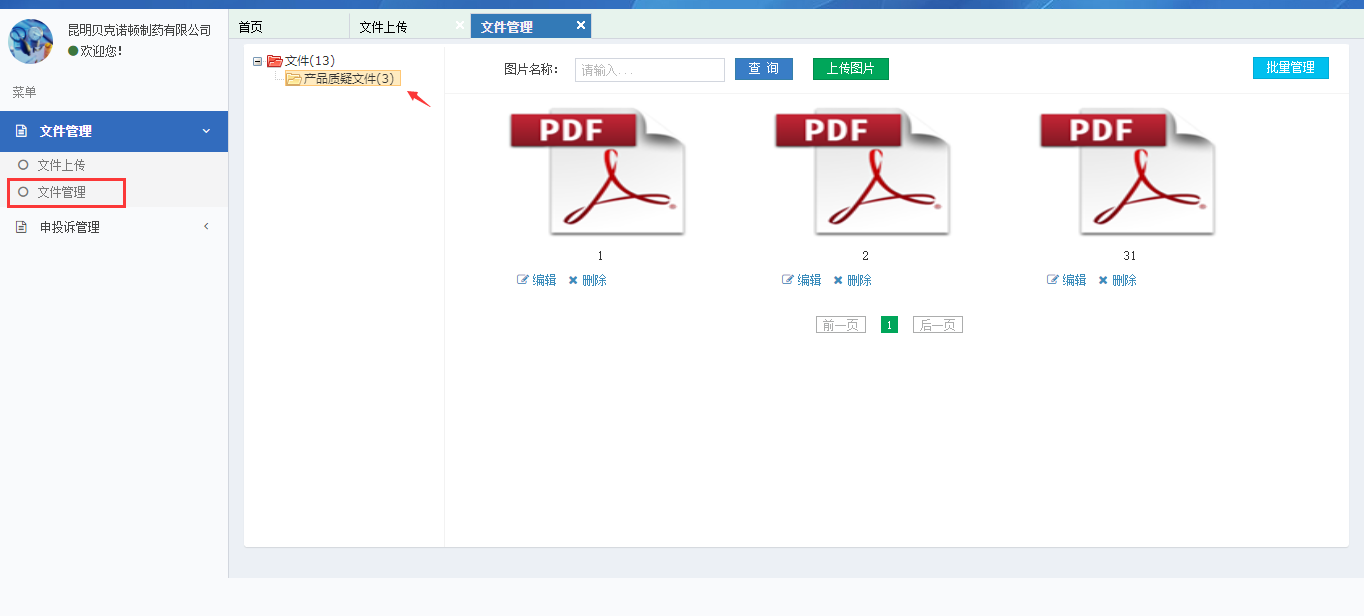 昆明贝克诺顿制药有限公司
欢迎您!
菜单
文件管理
文件上传
文件管理
申投诉管理
首页
文件上传
文件管理
文件(13)
产品质疑文件(3)
图片名称:
请输入...
查 询
上传图片
批量管理
PDF
PDF
PDF
1
2
31
编辑 删除
编辑 删除
编辑 删除
前一页 1 后一页